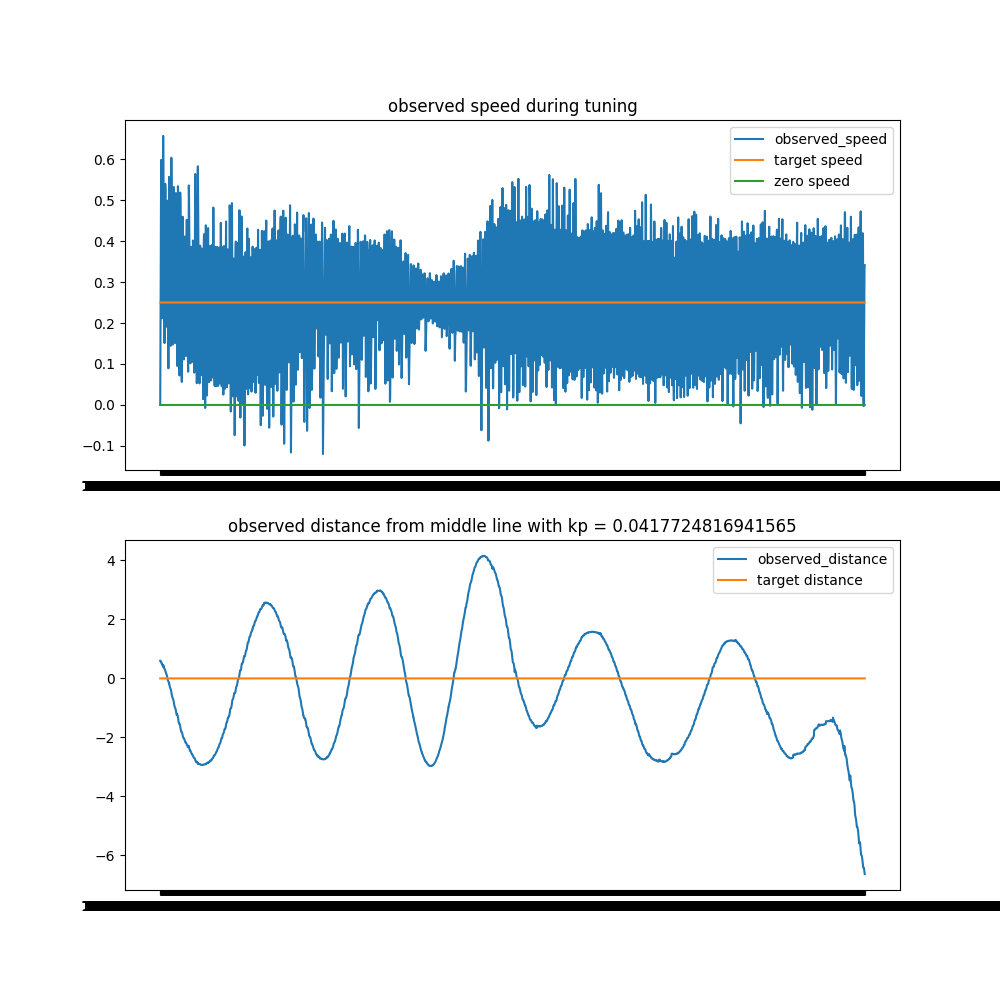 observed speed during tuning
observed_speed
target speed
zero speed
0.6
0.5
0.4
0.3
0.2
0.1
0.0
−0.1
observed distance from middle line with kp = 0.0417724816941565
observed_distance
target distance
4
2
0
−2
−4
−6